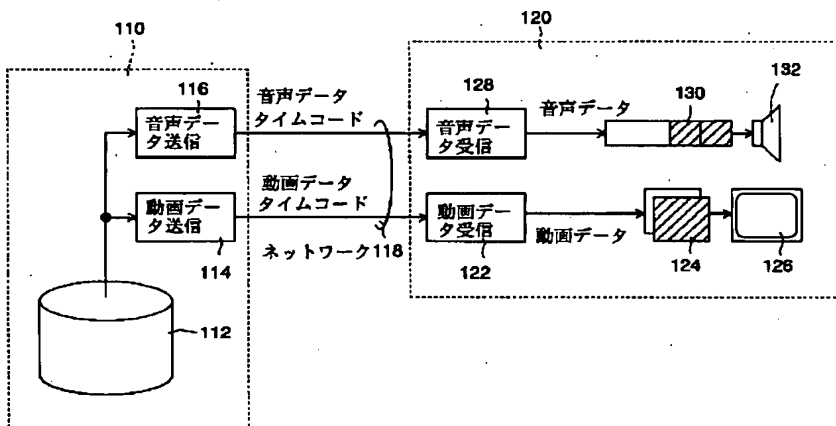 110
120
116
音声デー
タ送信
音声データ
タイムコード
128
音声デー
タ受信
音声データ
130
132
動画デー
タ送信
114
動画データ
タイムコード
ネットワーク118
動画デー
タ受信
122
動画データ
124
126
112